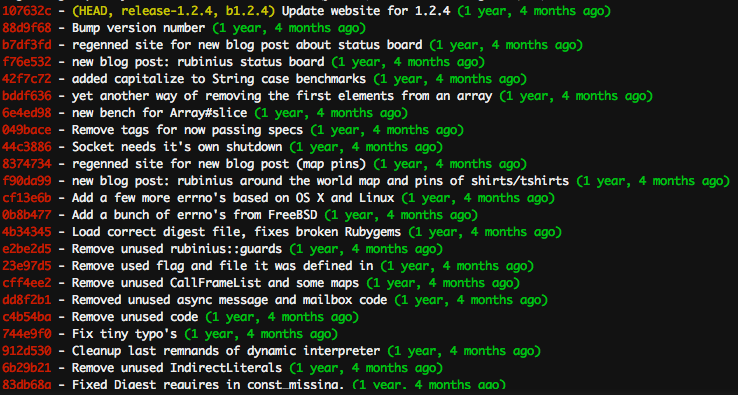 107632c - (HEAD, release-1.2.4, b1.2.4) Update website for 1.2.4 (1 year, 4 months ago)
88d9f68 - Bump version number (1 year, 4 months ago)
b7df3fd - regenned site for new blog post about status board (1 year, 4 months ago)
f76e532 - new blog post: rubinius status board (1 year, 4 months ago)
42f7c72 - added capitalize to String case benchmarks (1 year, 4 months ago)
bddf636 - yet another way of removing the first elements from an array (1 year, 4 months ago)
6e4ed98 - new bench for Array#slice (1 year, 4 months ago)
049bace - Remove tags for now passing specs (1 year, 4 months ago)
44c3886 - Socket needs it's own shutdown (1 year, 4 months ago)
8374734 - regenned site for new blog post (map pins) (1 year, 4 months ago)
f90da99 - new blog post: rubinius around the world map and pins of shirts/tshirts (1 year, 4 months ago)
cf13e6b - Add a few more errno's based on OS X and Linux (1 year, 4 months ago)
0b8b477 - Add a bunch of errno's from FreeBSD (1 year, 4 months ago)
4b34345 - Load correct digest file, fixes broken Rubygems (1 year, 4 months ago)
e2be2d5 - Remove unused rubinius::guards (1 year, 4 months ago)
23e97d5 - Remove used flag and file it was defined in (1 year, 4 months ago)
cff4ee2 - Remove unused CallFrameList and some maps (1 year, 4 months ago)
dd8f2b1 - Removed unused async message and mailbox code (1 year, 4 months ago)
c4b54ba - Remove unused code (1 year, 4 months ago)
744e9f0 - Fix tiny typo's (1 year, 4 months ago)
912d530 - Cleanup last remnands of dynamic interpreter (1 year, 4 months ago)
6b29b21 - Remove unused IndirectLiterals (1 year, 4 months ago)
83db68a - Fixed Digest requires in const_missing. (1 year, 4 months ago)